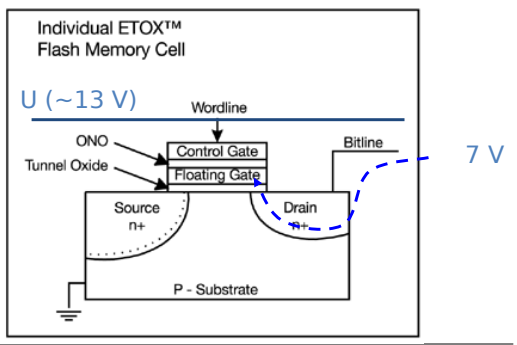 Individual ETOX™
Flash Memory Cell
U (~13 V)
Wordline
ONO
Control Gate
Bitline
7 V
Tunnel Oxide
Floating Gate
Source
n+
Drain
n+
P - Substrate